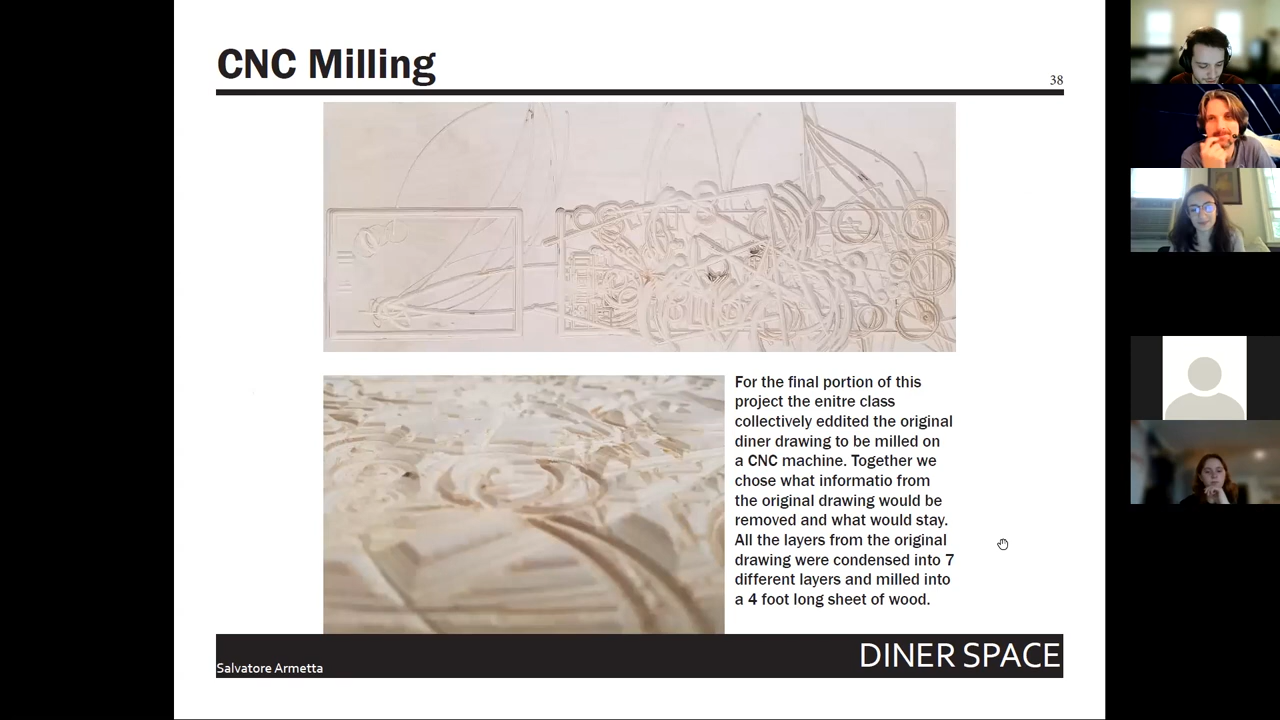 CNC Milling
38
For the final portion of this
project the enitre class
collectively eddited the original
diner drawing to be milled on
a CNC machine. Together we
chose what informatio from
the original drawing would be
removed and what would stay.
All the layers from the original
drawing were condensed into 7
different layers and milled into
a 4 foot long sheet of wood.
Salvatore Armetta
DINER SPACE